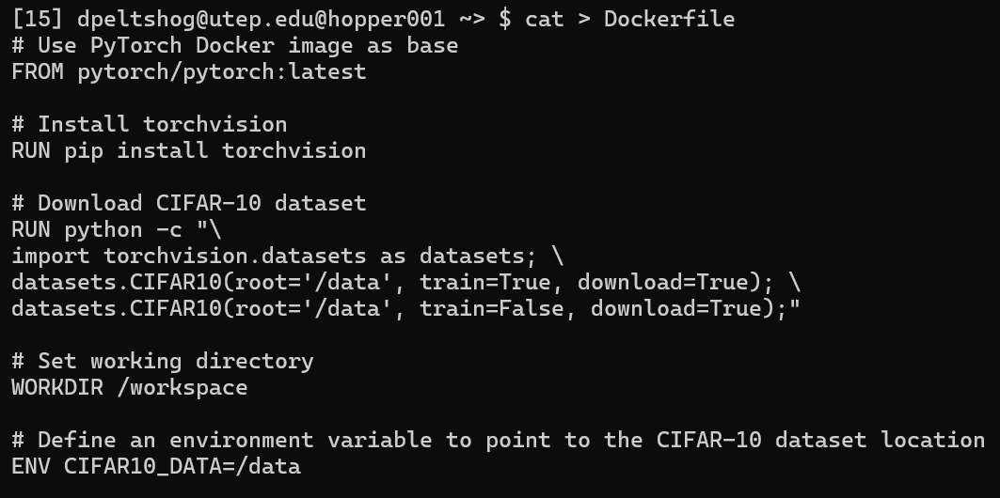 [15] dpeltshog@utep.edu@hopper001 ~> $ cat > Dockerfile
# Use PyTorch Docker image as base
FROM pytorch/pytorch:latest

# Install torchvision
RUN pip install torchvision

# Download CIFAR-10 dataset
RUN python -c "\
import torchvision.datasets as datasets; \
datasets.CIFAR10(root='/data', train=True, download=True); \
datasets.CIFAR10(root='/data', train=False, download=True);"

# Set working directory
WORKDIR /workspace

# Define an environment variable to point to the CIFAR-10 dataset location
ENV CIFAR10_DATA=/data